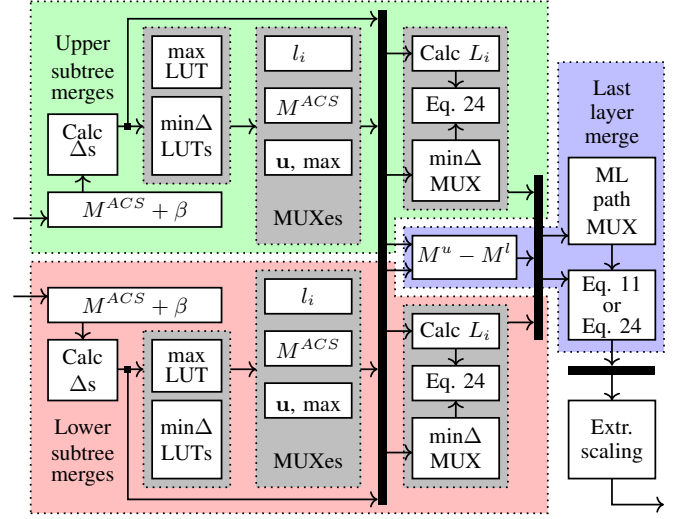 Upper
subtree
merges
Calc
Δs
M^{ACS} + β
max
LUT
minΔ
LUTs
l_i
M^{ACS}
u, max
MUXes
Calc L_i
Eq. 24
minΔ
MUX
Last
layer
merge
ML
path
MUX
M^u − M^l
Eq. 11
or
Eq. 24
M^{ACS} + β
Calc
Δs
Lower
subtree
merges
max
LUT
minΔ
LUTs
l_i
M^{ACS}
u, max
MUXes
Calc L_i
Eq. 24
minΔ
MUX
Extr.
scaling